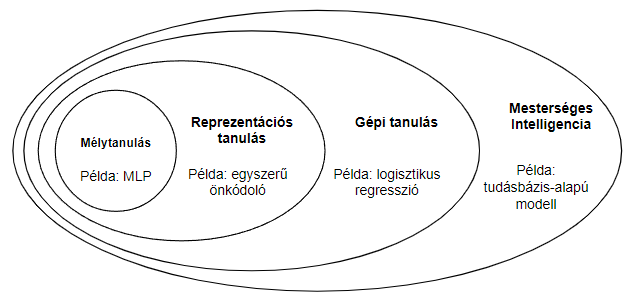 Mélytanulás
Példa: MLP
Reprezentációs
tanulás
Példa: egyszerű
önkódoló
Gépi tanulás
Példa: logisztikus
regresszió
Mesterséges
Intelligencia
Példa:
tudásbázis-alapú
modell